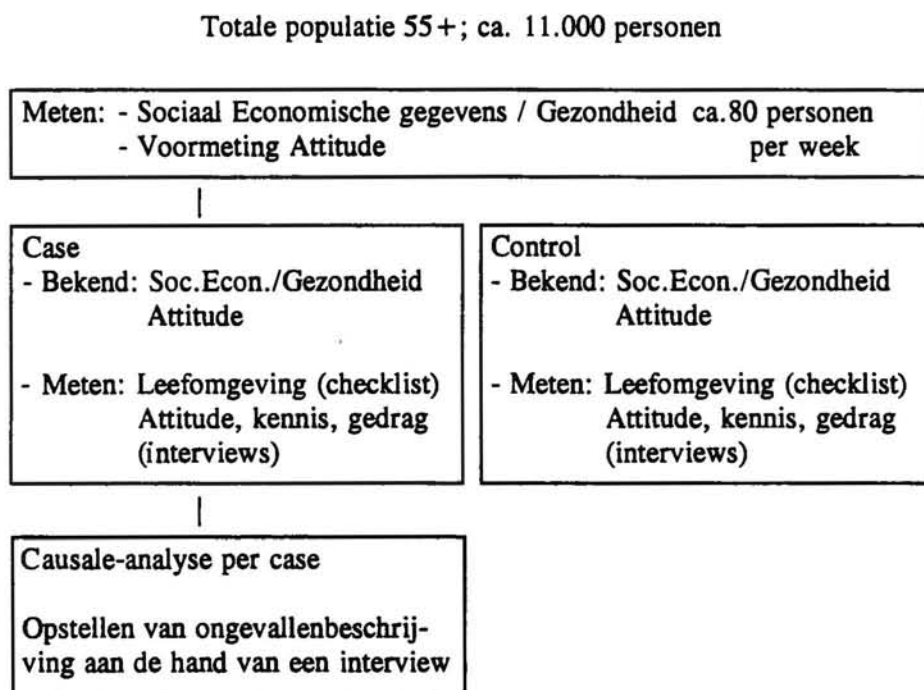 Totale populatie 55+; ca. 11.000 personen
Meten: - Sociaal Economische gegevens / Gezondheid ca.80 personen
- Voormeting Attitude per week
Case
- Bekend: Soc.Econ./Gezondheid
Attitude
- Meten: Leefomgeving (checklist)
Attitude, kennis, gedrag
(interviews)
Control
- Bekend: Soc.Econ./Gezondheid
Attitude
- Meten: Leefomgeving (checklist)
Attitude, kennis, gedrag
(interviews)
Causale-analyse per case
Opstellen van ongevallenbeschrij-
ving aan de hand van een interview